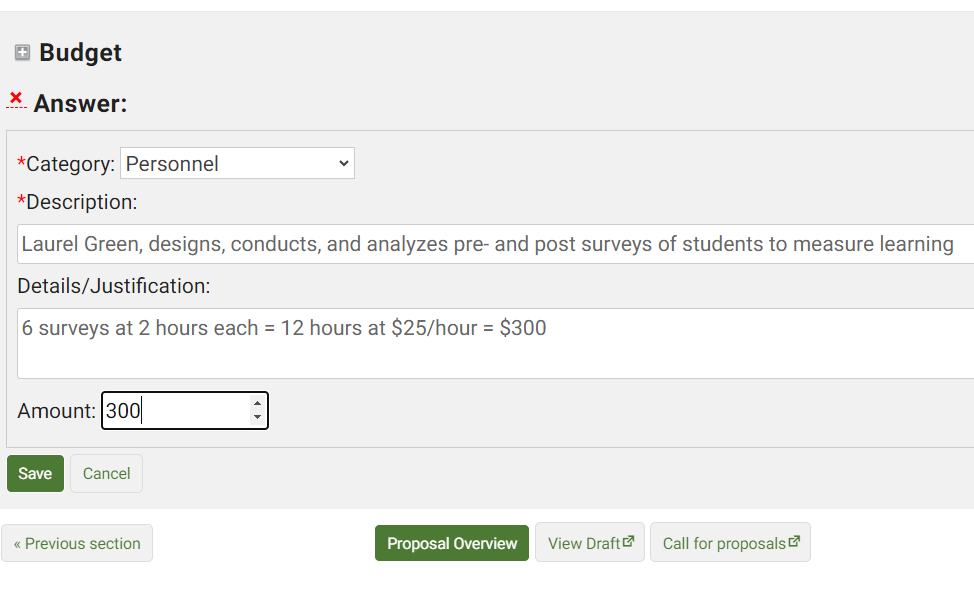 Budget
Answer:
*Category: Personnel
*Description:
Laurel Green, designs, conducts, and analyzes pre- and post surveys of students to measure learning
Details/Justification:
6 surveys at 2 hours each = 12 hours at $25/hour = $300
Amount: 300
Save Cancel
« Previous section Proposal Overview View Draft Call for proposals